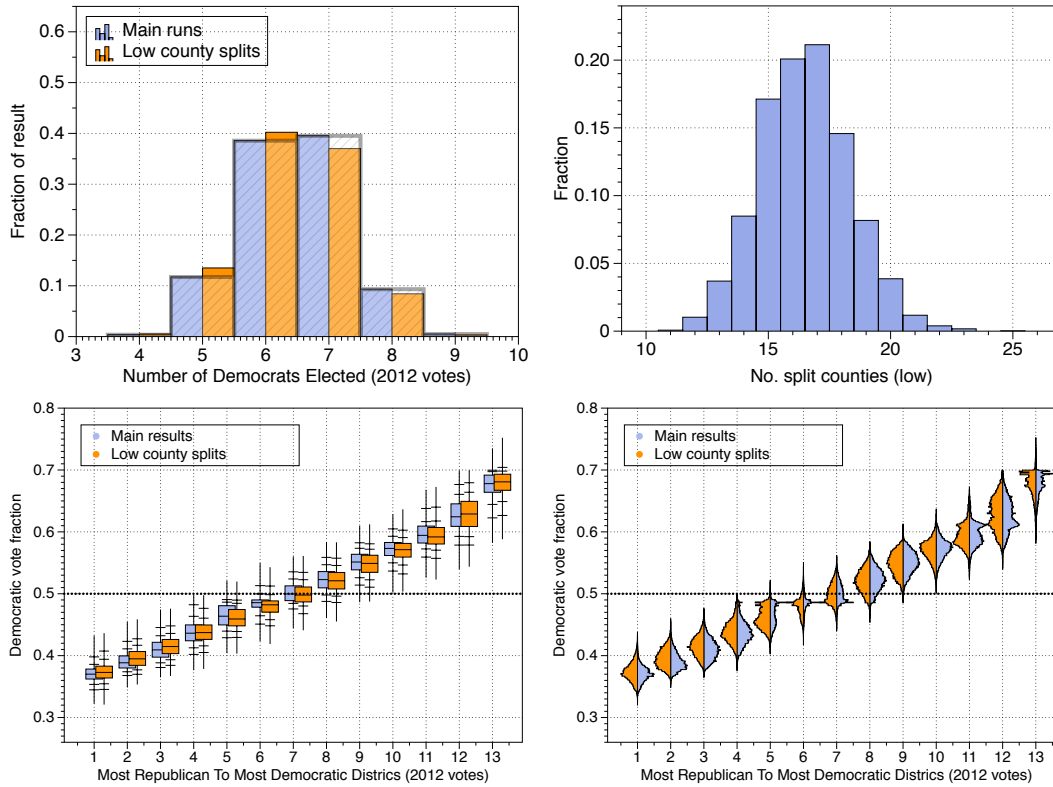 0.6
0.5
0.4
0.3
0.2
0.1
0
Fraction of result
Main runs
Low county splits
3 4 5 6 7 8 9 10
Number of Democrats Elected (2012 votes)
0.20
0.15
0.10
0.05
0
Fraction
10 15 20 25
No. split counties (low)
0.8
0.7
0.6
0.5
0.4
0.3
Democratic vote fraction
Main results
Low county splits
1 2 3 4 5 6 7 8 9 10 11 12 13
Most Republican To Most Democratic Districs (2012 votes)
0.8
0.7
0.6
0.5
0.4
0.3
Democratic vote fraction
Main results
Low county splits
1 2 3 4 5 6 7 8 9 10 11 12 13
Most Republican To Most Democratic Districs (2012 votes)